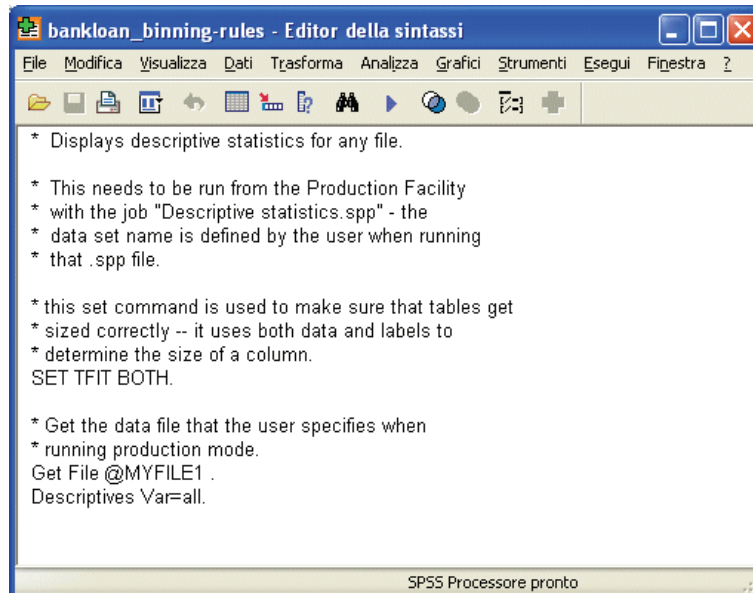 bankloan_binning-rules - Editor della sintassi
File Modifica Visualizza Dati Trasforma Analizza Grafici Strumenti Esegui Finestra ?
* Displays descriptive statistics for any file.
* This needs to be run from the Production Facility
* with the job "Descriptive statistics.spp" - the
* data set name is defined by the user when running
* that .spp file.
* this set command is used to make sure that tables get
* sized correctly -- it uses both data and labels to
* determine the size of a column.
SET TFIT BOTH.
* Get the data file that the user specifies when
* running production mode.
Get File @MYFILE1 .
Descriptives Var=all.
SPSS Processore pronto